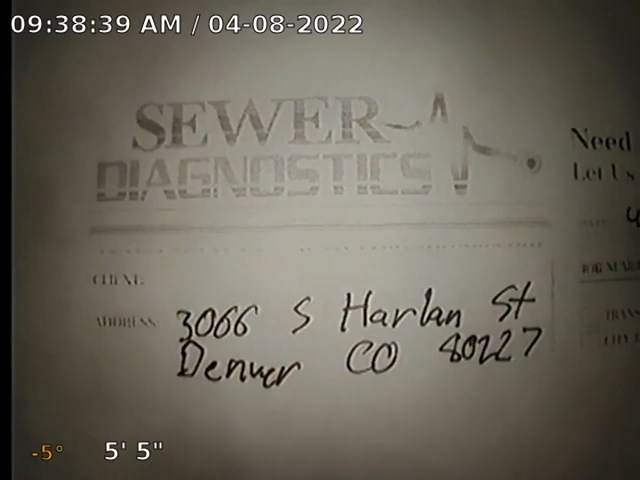 09:38:39 AM / 04-08-2022
SEWER
DIAGNOSTICS
Need
Let Us
CLIENT:
ADDRESS:
3066 S Harlan St
Denver CO 80227
-5° 5' 5"